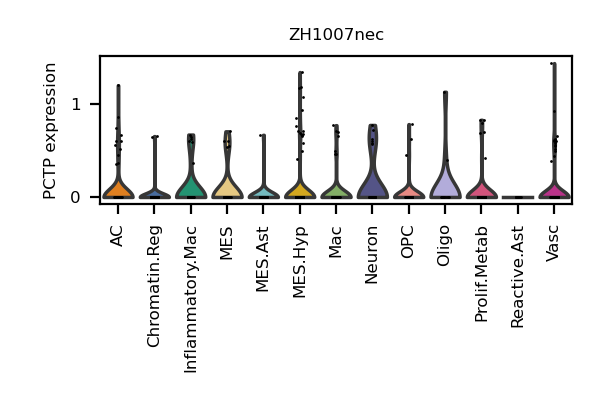 ZH1007nec
PCTP expression
1
0
AC
Chromatin.Reg
Inflammatory.Mac
MES
MES.Ast
MES.Hyp
Mac
Neuron
OPC
Oligo
Prolif.Metab
Reactive.Ast
Vasc